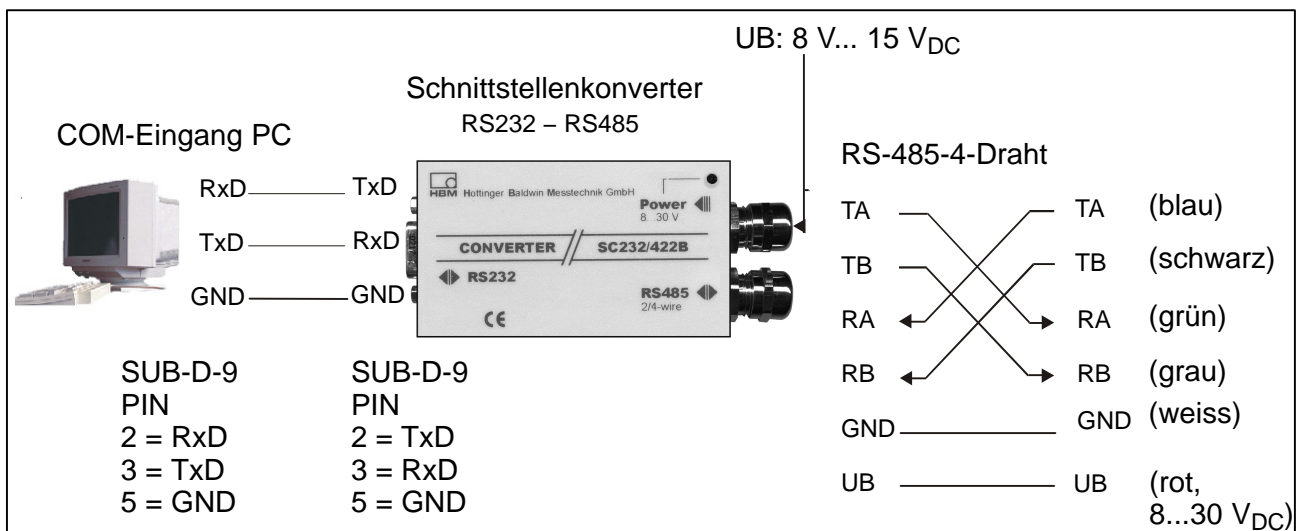 UB: 8 V... 15 VDC
Schnittstellenkonverter
RS232 – RS485
COM-Eingang PC
RxD TxD
TxD RxD
GND GND
HBM Hottinger Baldwin Messtechnik GmbH
Power
8...30 V
CONVERTER SC232/422B
RS232
RS485
2/4-wire
CE
SUB-D-9
PIN
2 = RxD
3 = TxD
5 = GND
SUB-D-9
PIN
2 = TxD
3 = RxD
5 = GND
RS-485-4-Draht
TA TA (blau)
TB TB (schwarz)
RA RA (grün)
RB RB (grau)
GND GND (weiss)
UB UB (rot,
8...30 VDC)